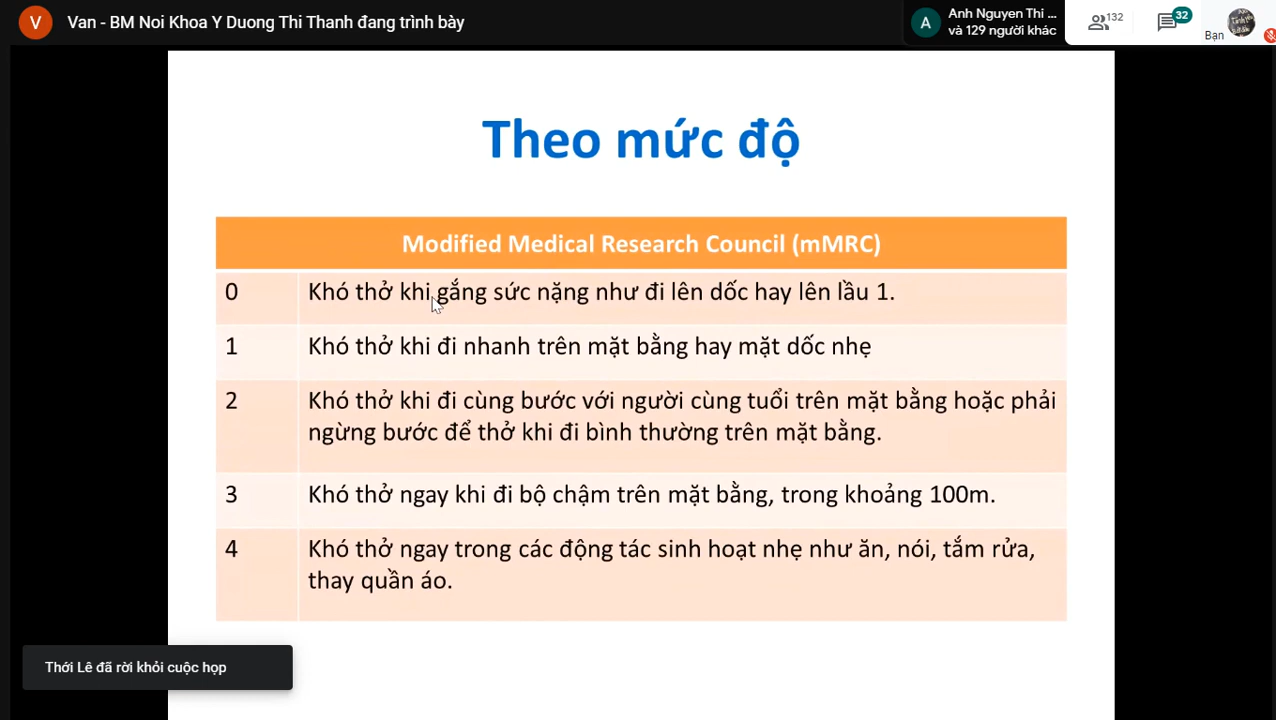 V
Van - BM Noi Khoa Y Duong Thi Thanh đang trình bày
A
Anh Nguyen Thi ...
và 129 người khác
132
32
Bạn
Theo mức độ
Modified Medical Research Council (mMRC)
0 Khó thở khi gắng sức nặng như đi lên dốc hay lên lầu 1.
1 Khó thở khi đi nhanh trên mặt bằng hay mặt dốc nhẹ
2 Khó thở khi đi cùng bước với người cùng tuổi trên mặt bằng hoặc phải
ngừng bước để thở khi đi bình thường trên mặt bằng.
3 Khó thở ngay khi đi bộ chậm trên mặt bằng, trong khoảng 100m.
4 Khó thở ngay trong các động tác sinh hoạt nhẹ như ăn, nói, tắm rửa,
thay quần áo.
Thới Lê đã rời khỏi cuộc họp